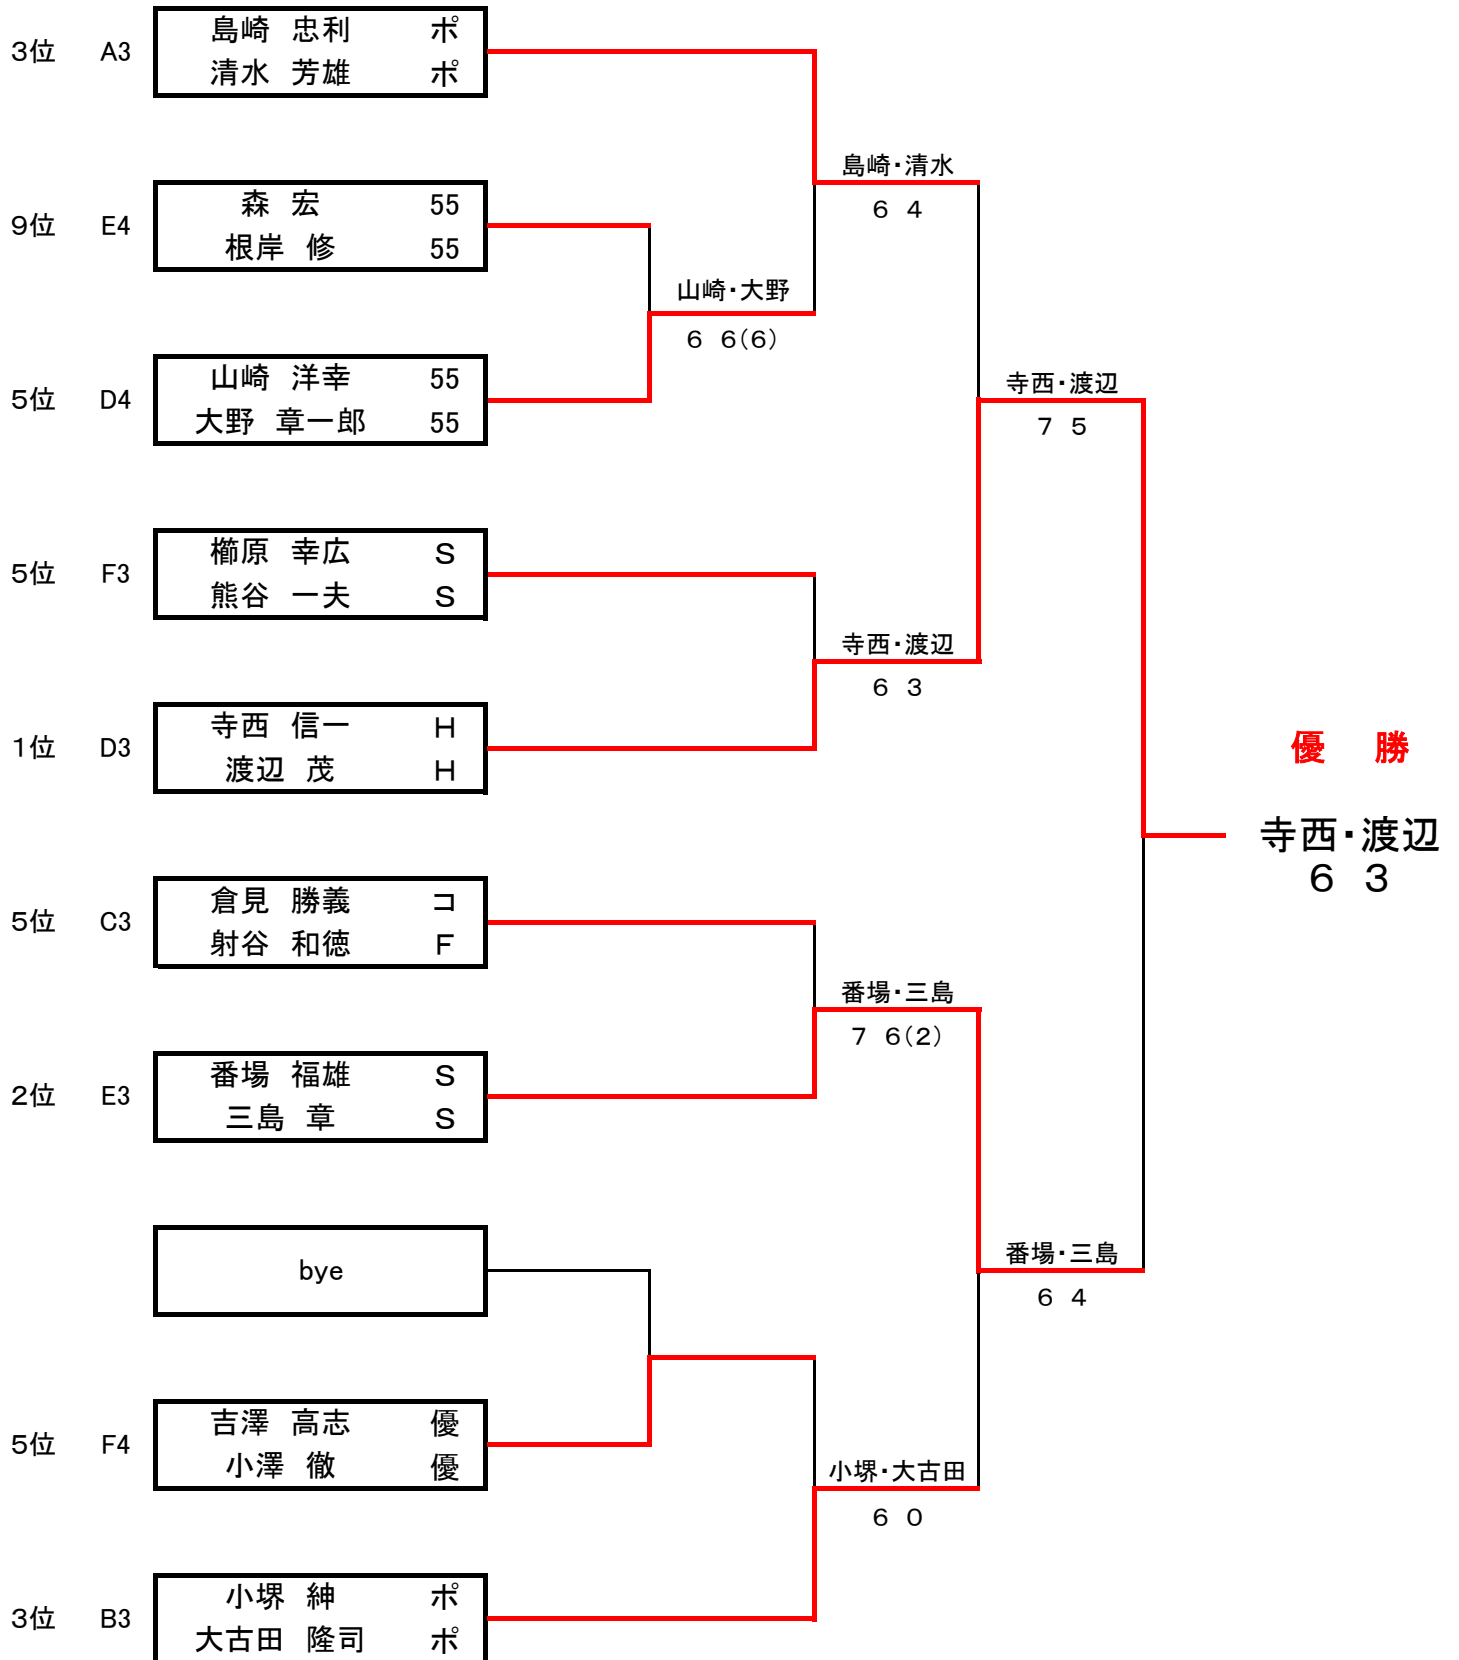 島崎 忠利 ポ
3位 A3
清水 芳雄 ポ
島崎・清水
6 4
森 宏 55
9位 E4
根岸 修 55
山崎・大野
6 6(6)
山崎 洋幸 55
5位 D4
大野 章一郎 55
寺西・渡辺
7 5
櫛原 幸広 S
5位 F3
熊谷 一夫 S
寺西・渡辺
6 3
寺西 信一 H
1位 D3
渡辺 茂 H
優 勝
寺西・渡辺
6 3
倉見 勝義 コ
5位 C3
射谷 和徳 F
番場・三島
7 6(2)
番場 福雄 S
2位 E3
三島 章 S
bye
番場・三島
6 4
吉澤 高志 優
5位 F4
小澤 徹 優
小堺・大古田
6 0
小堺 紳 ポ
3位 B3
大古田 隆司 ポ